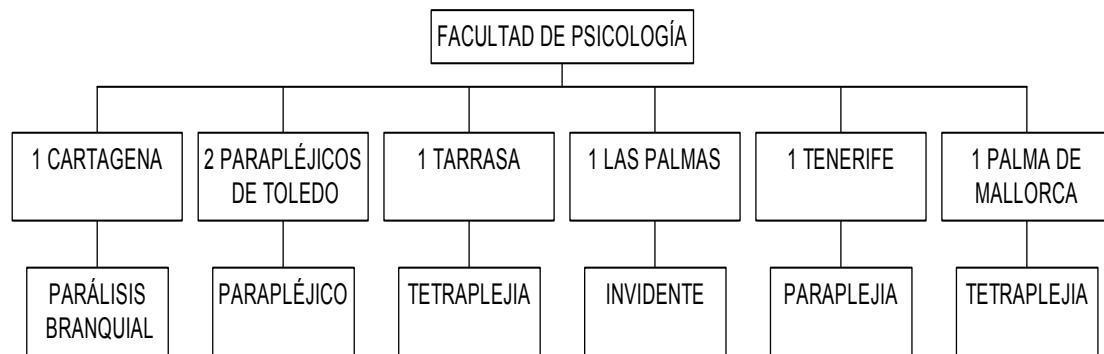 FACULTAD DE PSICOLOGÍA
1 CARTAGENA
2 PARAPLÉJICOS
DE TOLEDO
1 TARRASA
1 LAS PALMAS
1 TENERIFE
1 PALMA DE
MALLORCA
PARÁLISIS
BRANQUIAL
PARAPLÉJICO
TETRAPLEJIA
INVIDENTE
PARAPLEJIA
TETRAPLEJIA